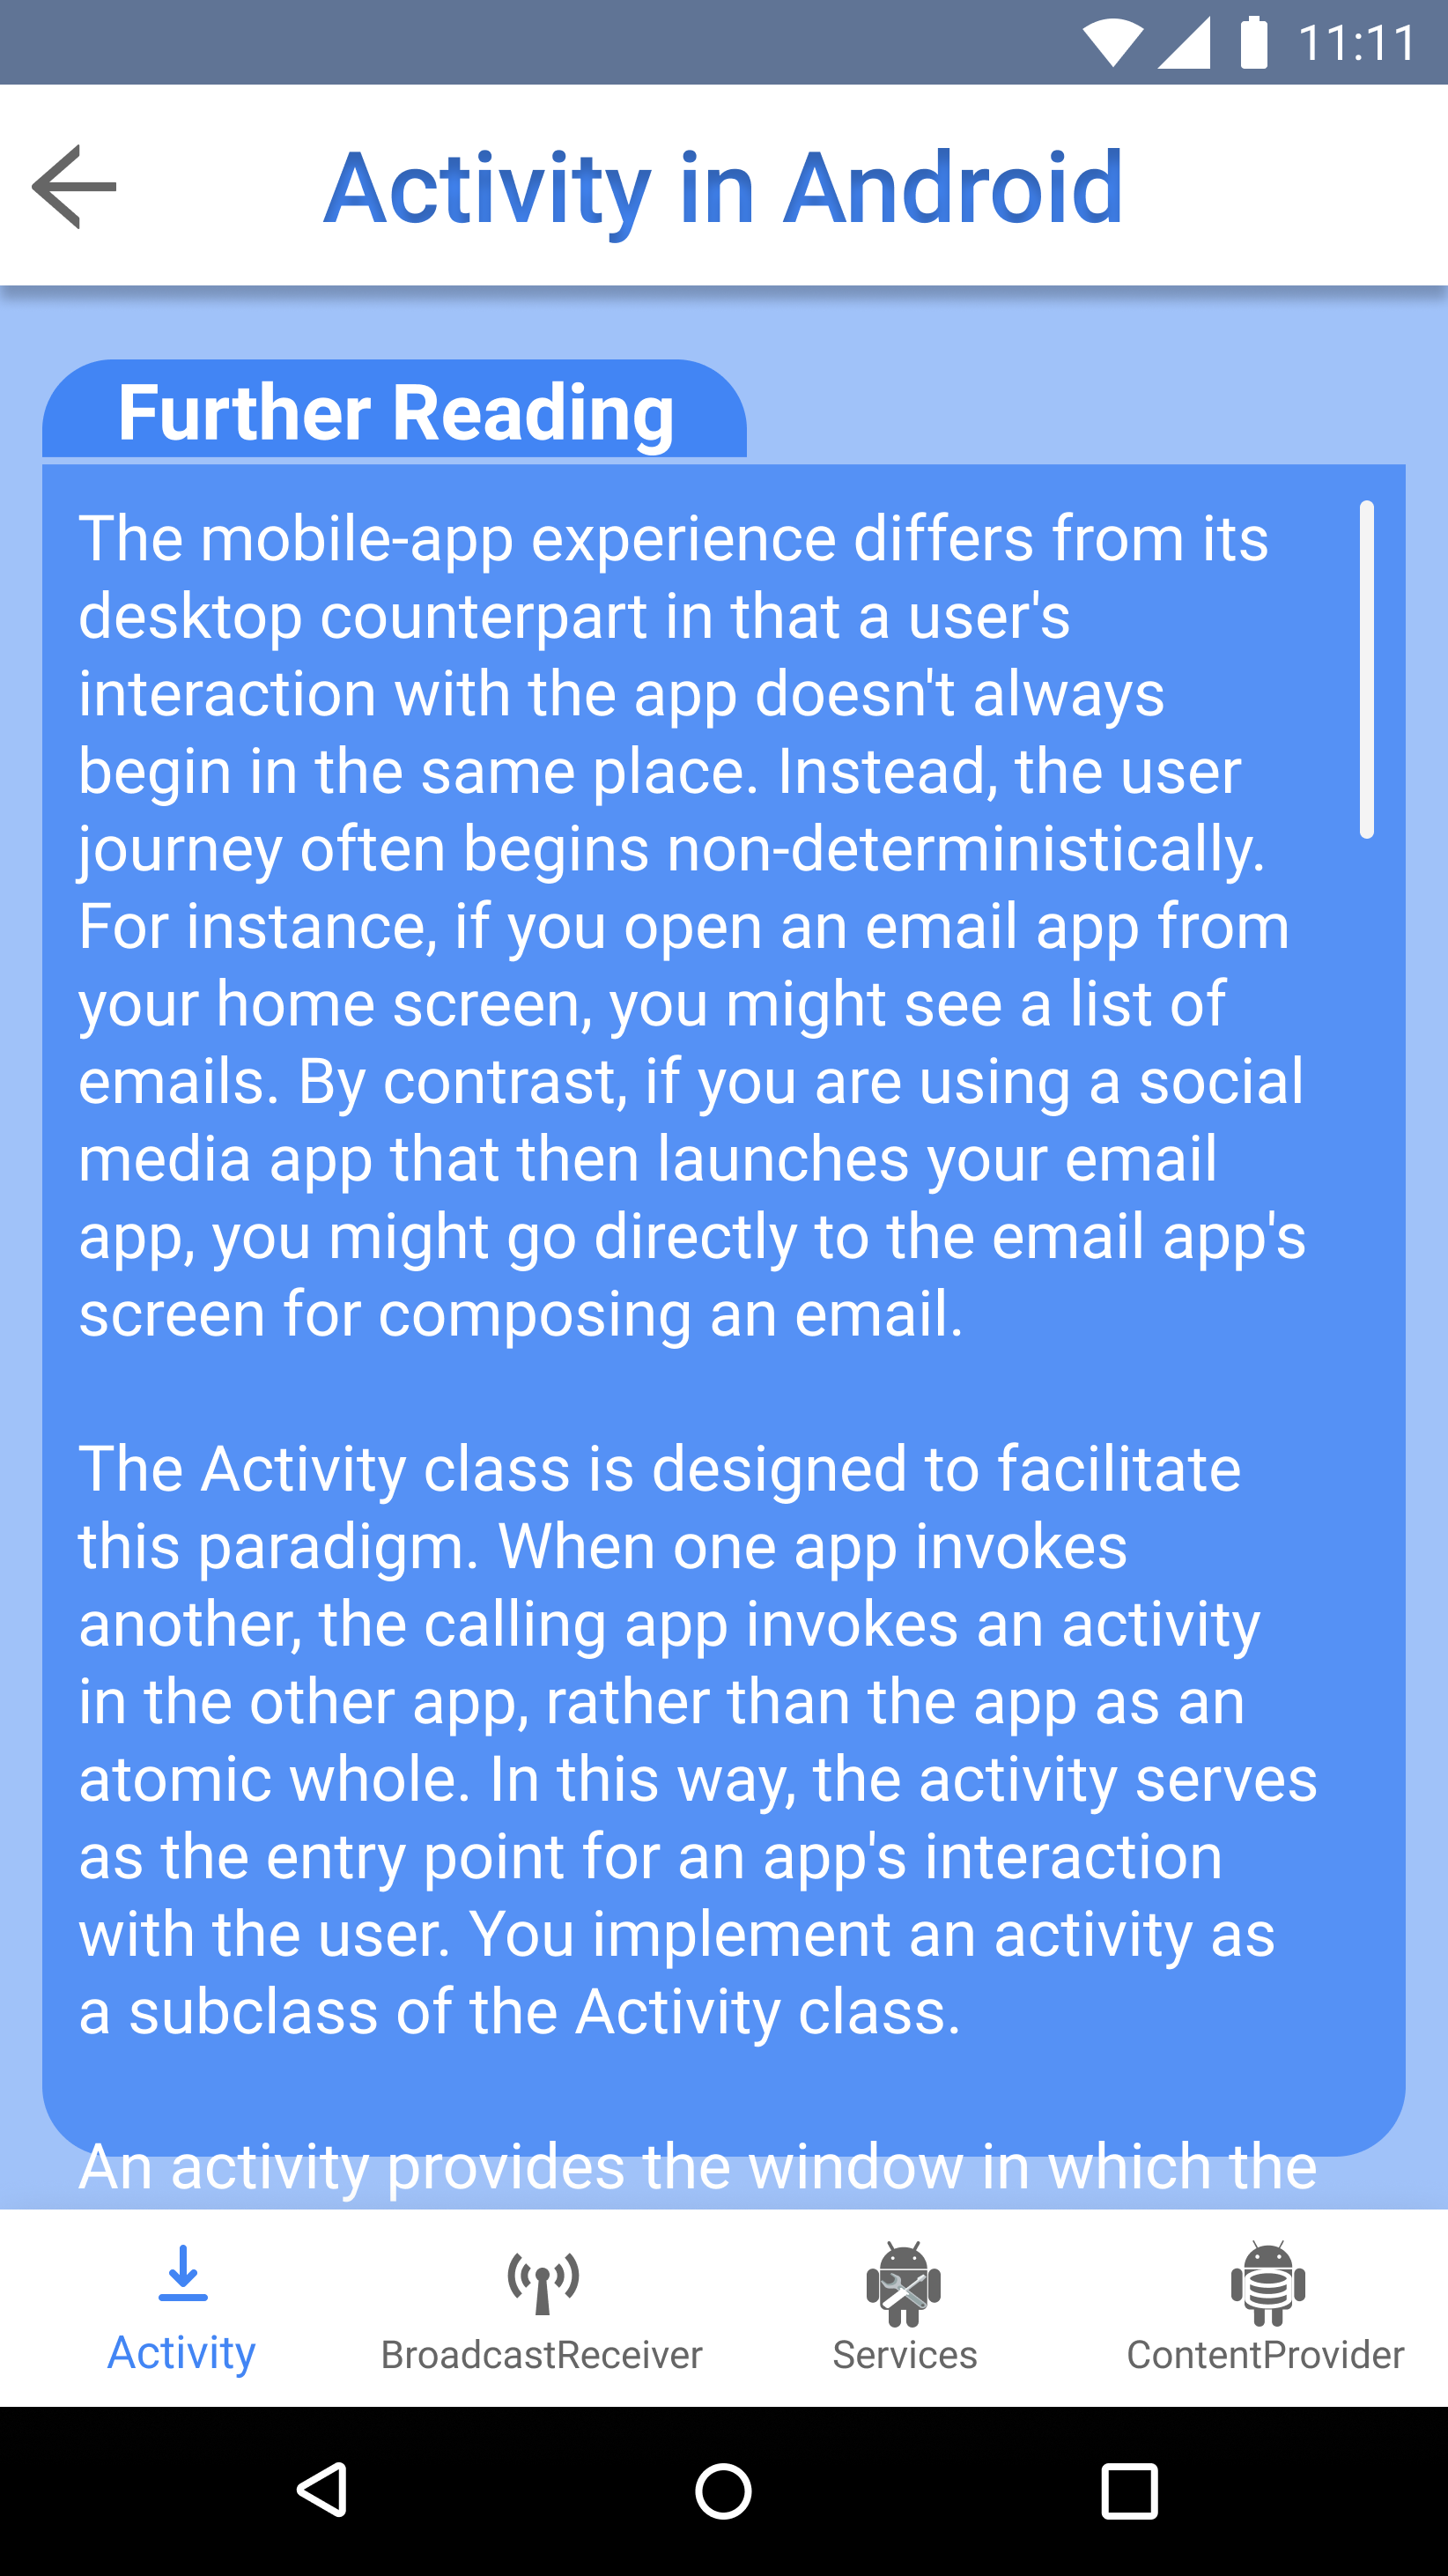 11:11
Activity in Android
Further Reading
The mobile-app experience differs from its
desktop counterpart in that a user's
interaction with the app doesn't always
begin in the same place. Instead, the user
journey often begins non-deterministically.
For instance, if you open an email app from
your home screen, you might see a list of
emails. By contrast, if you are using a social
media app that then launches your email
app, you might go directly to the email app's
screen for composing an email.
The Activity class is designed to facilitate
this paradigm. When one app invokes
another, the calling app invokes an activity
in the other app, rather than the app as an
atomic whole. In this way, the activity serves
as the entry point for an app's interaction
with the user. You implement an activity as
a subclass of the Activity class.
An activity provides the window in which the
Activity
BroadcastReceiver
Services
ContentProvider